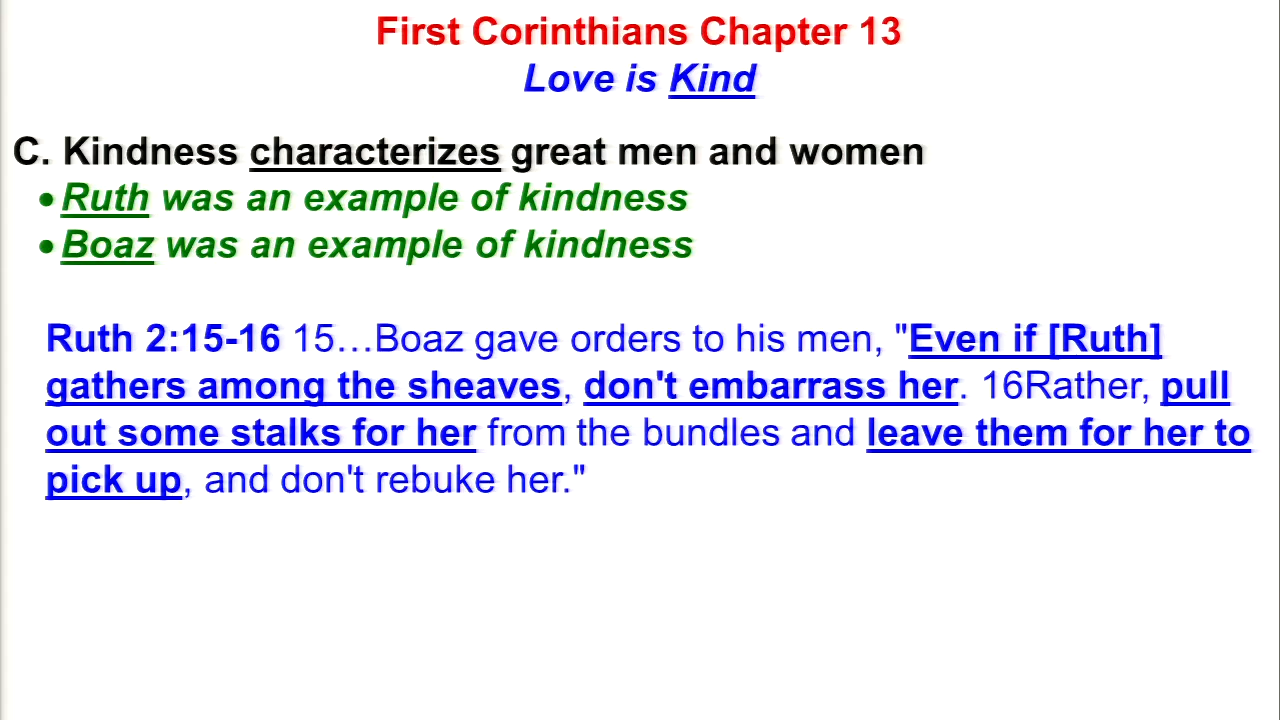 First Corinthians Chapter 13
Love is Kind
C. Kindness characterizes great men and women
•Ruth was an example of kindness
•Boaz was an example of kindness
Ruth 2:15-16 15…Boaz gave orders to his men, "Even if [Ruth]
gathers among the sheaves, don't embarrass her. 16Rather, pull
out some stalks for her from the bundles and leave them for her to
pick up, and don't rebuke her."